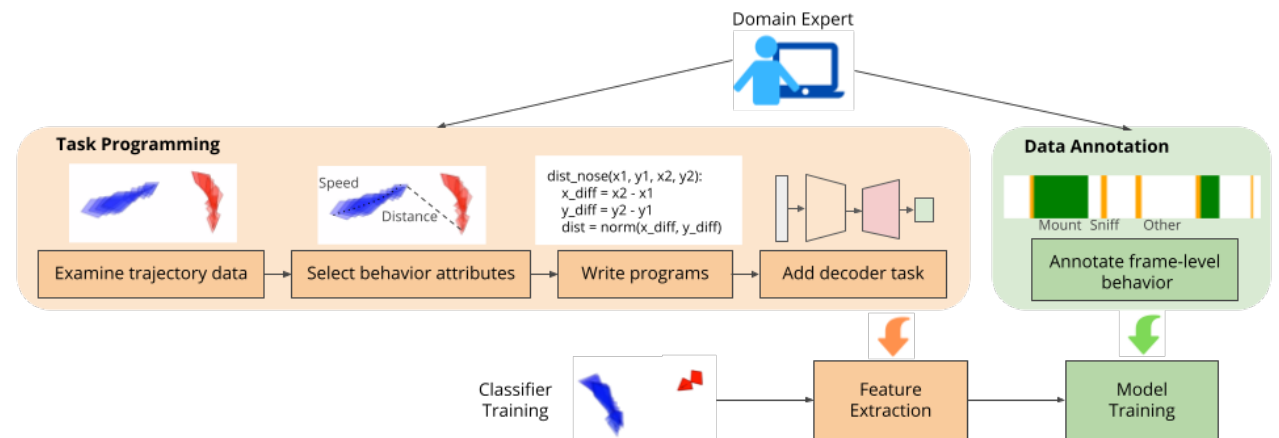 Domain Expert
Task Programming
Speed
Distance
dist_nose(x1, y1, x2, y2):
x_diff = x2 - x1
y_diff = y2 - y1
dist = norm(x_diff, y_diff)
Examine trajectory data
Select behavior attributes
Write programs
Add decoder task
Data Annotation
Mount Sniff Other
Annotate frame-level
behavior
Classifier
Training
Feature
Extraction
Model
Training